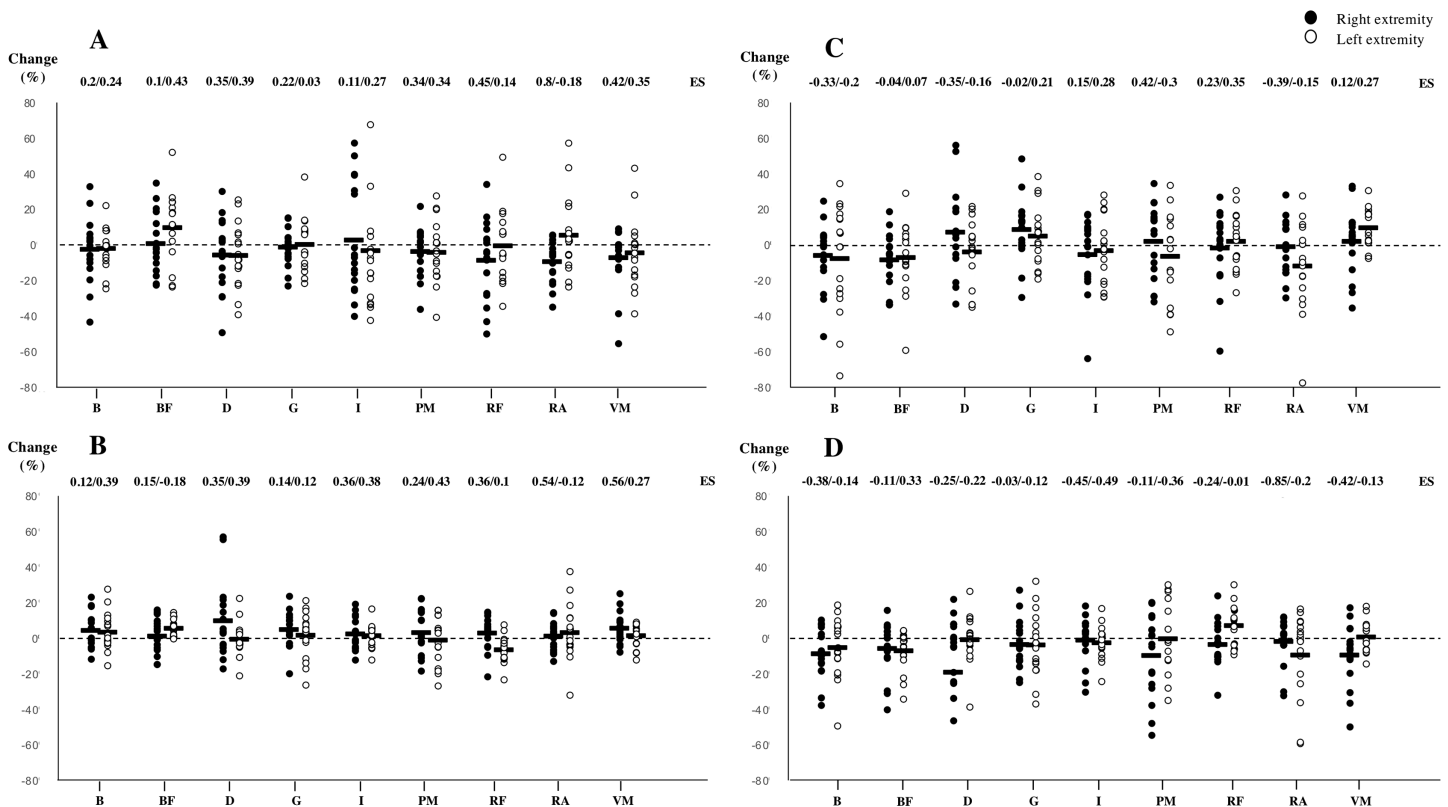 Right extremity
Left extremity
A
Change
(%)
0.2/0.24 0.1/0.43 0.35/0.39 0.22/0.03 0.11/0.27 0.34/0.34 0.45/0.14 0.8/-0.18 0.42/0.35 ES
80
60
40
20
0
-20
-40
-60
-80
B BF D G I PM RF RA VM
C
Change
(%)
-0.33/-0.2 -0.04/0.07 -0.35/-0.16 -0.02/0.21 0.15/0.28 0.42/-0.3 0.23/0.35 -0.39/-0.15 0.12/0.27 ES
80
60
40
20
0
-20
-40
-60
-80
B BF D G I PM RF RA VM
B
Change
(%)
0.12/0.39 0.15/-0.18 0.35/0.39 0.14/0.12 0.36/0.38 0.24/0.43 0.36/0.1 0.54/-0.12 0.56/0.27 ES
80
60
40
20
0
-20
-40
-60
-80
B BF D G I PM RF RA VM
D
Change
(%)
-0.38/-0.14 -0.11/0.33 -0.25/-0.22 -0.03/-0.12 -0.45/-0.49 -0.11/-0.36 -0.24/-0.01 -0.85/-0.2 -0.42/-0.13 ES
80
60
40
20
0
-20
-40
-60
-80
B BF D G I PM RF RA VM